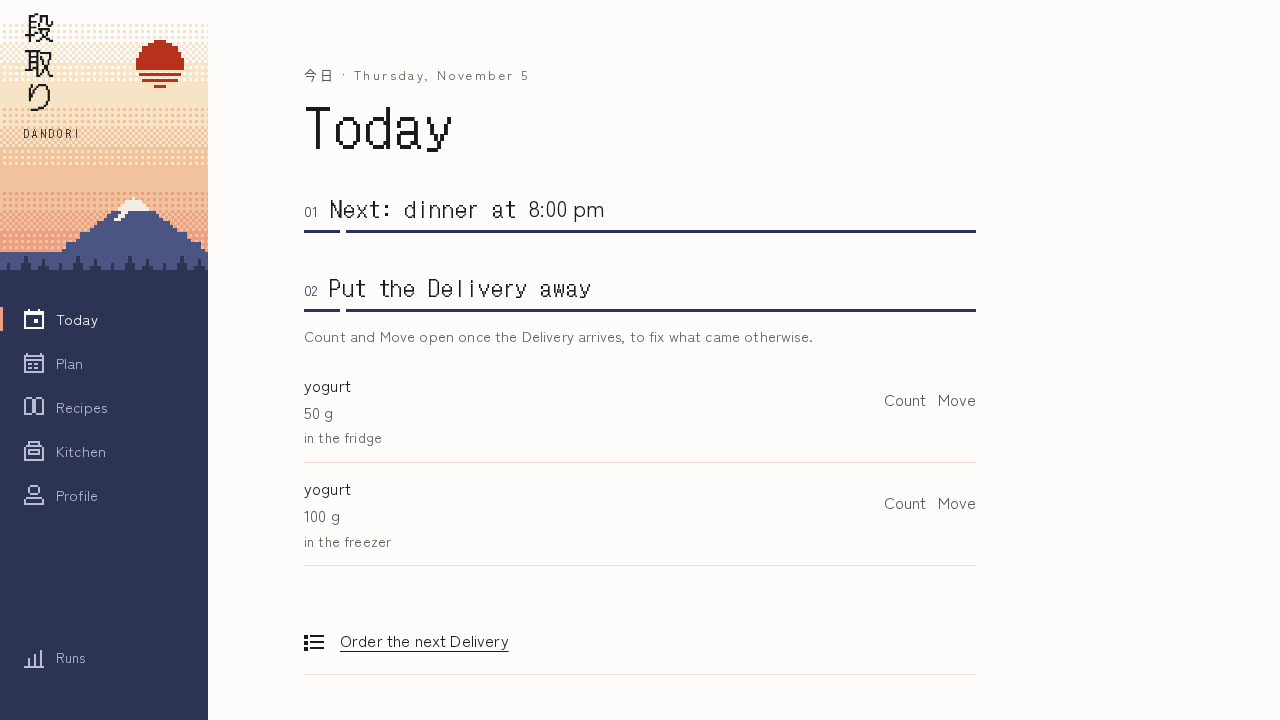 段取り
DANDORI
Today
Plan
Recipes
Kitchen
Profile
Runs
今日 · Thursday, November 5
Today
01 Next: dinner at 8:00 pm
02 Put the Delivery away
Count and Move open once the Delivery arrives, to fix what came otherwise.
yogurt
50 g
in the fridge
Count Move
yogurt
100 g
in the freezer
Count Move
Order the next Delivery